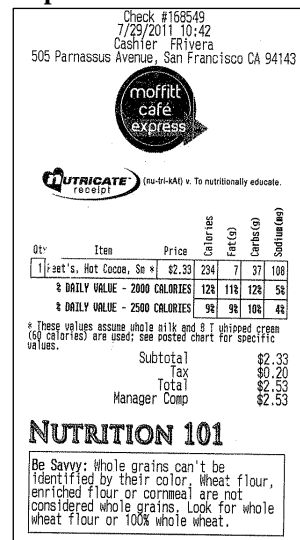 Check #168549
7/29/2011 10:42
Cashier FRivera
505 Parnassus Avenue, San Francisco CA 94143
moffitt
café
express
NUTRICATE (nu-tri-kAt) v. To nutritionally educate.
receipt
Qty Item Price Calories Fat(g) Carbs(g) Sodium(mg)
1 Peet's, Hot Cocoa, Sm * $2.33 234 7 37 108
% DAILY VALUE - 2000 CALORIES 12% 11% 12% 5%
% DAILY VALUE - 2500 CALORIES 9% 9% 10% 4%
* These values assume whole milk and 8 T whipped cream
(60 calories) are used; see posted chart for specific
values.
Subtotal $2.33
Tax $0.20
Total $2.53
Manager Comp $2.53
NUTRITION 101
Be Savvy: Whole grains can't be
identified by their color. Wheat flour,
enriched flour or cornmeal are not
considered whole grains. Look for whole
wheat flour or 100% whole wheat.